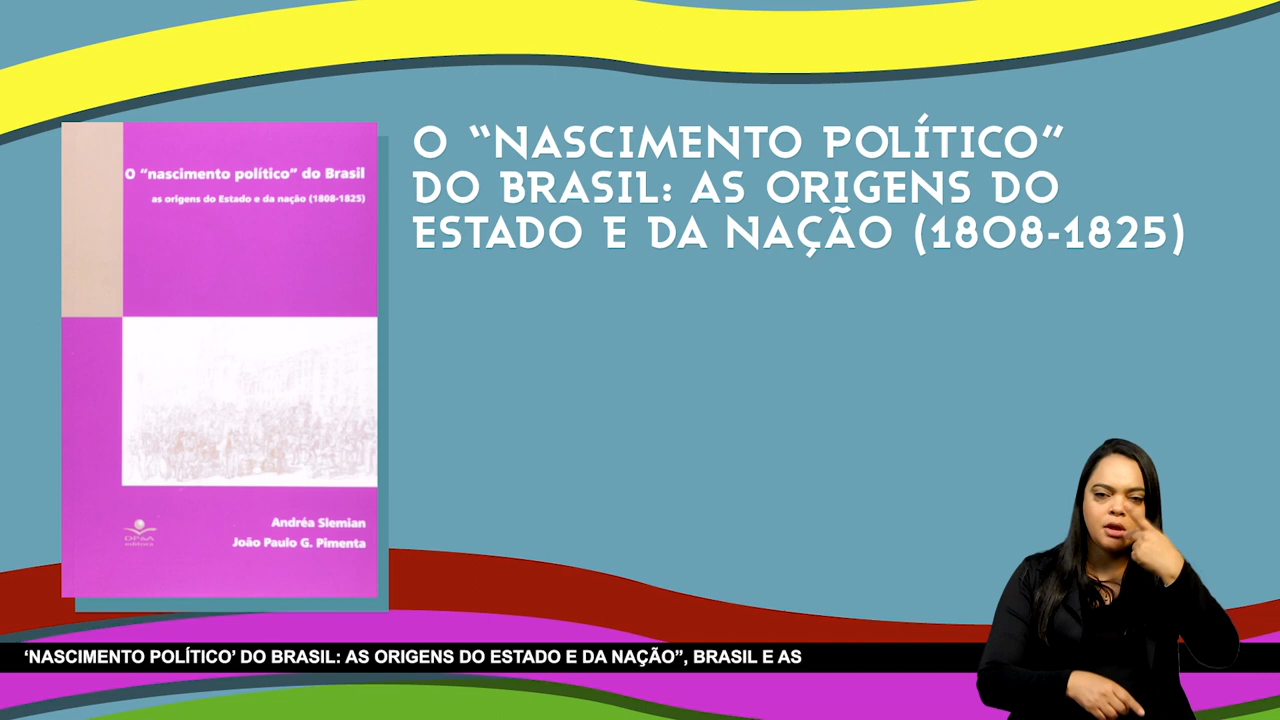 O “NASCIMENTO POLÍTICO”
DO BRASIL: AS ORIGENS DO
ESTADO E DA NAÇÃO (1808-1825)
O “nascimento político” do Brasil
as origens do Estado e da nação (1808-1825)
Andréa Slemian
João Paulo G. Pimenta
DP&A
editora
‘NASCIMENTO POLÍTICO’ DO BRASIL: AS ORIGENS DO ESTADO E DA NAÇÃO”, BRASIL E AS